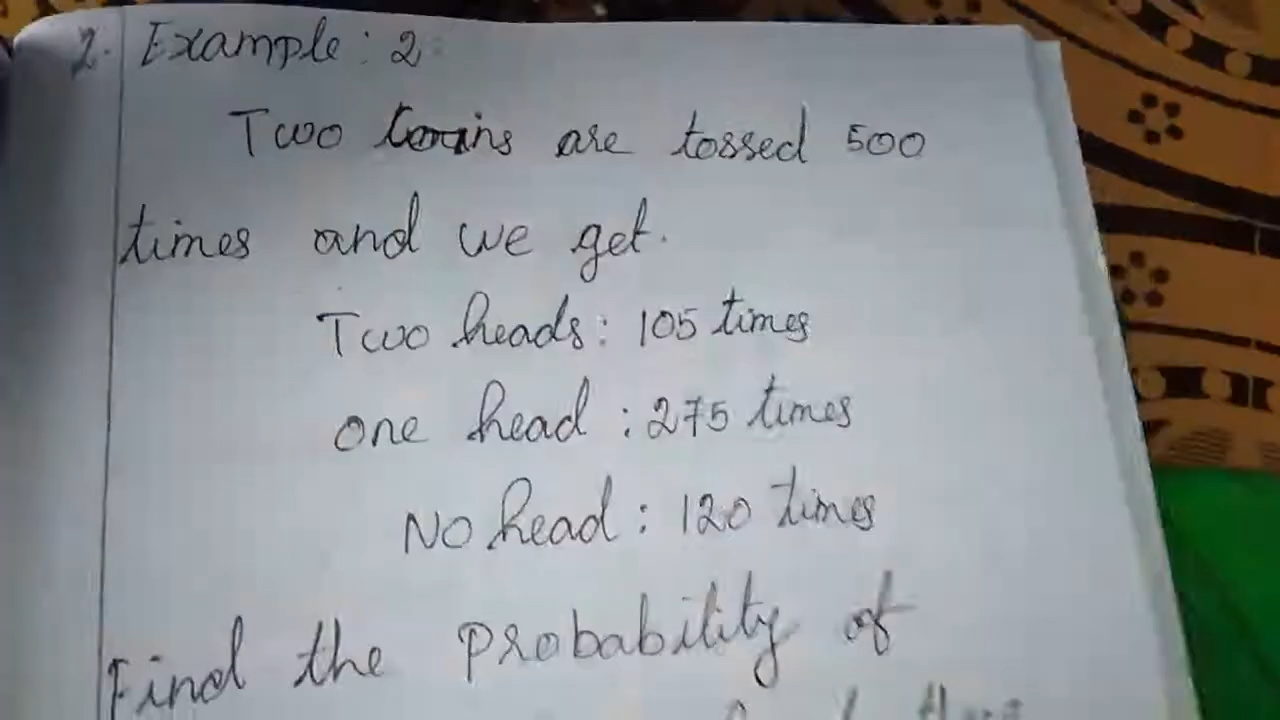 2. Example: 2
Two coins are tossed 500
times and we get.
Two heads: 105 times
one head : 275 times
No head : 120 times
Find the probability of